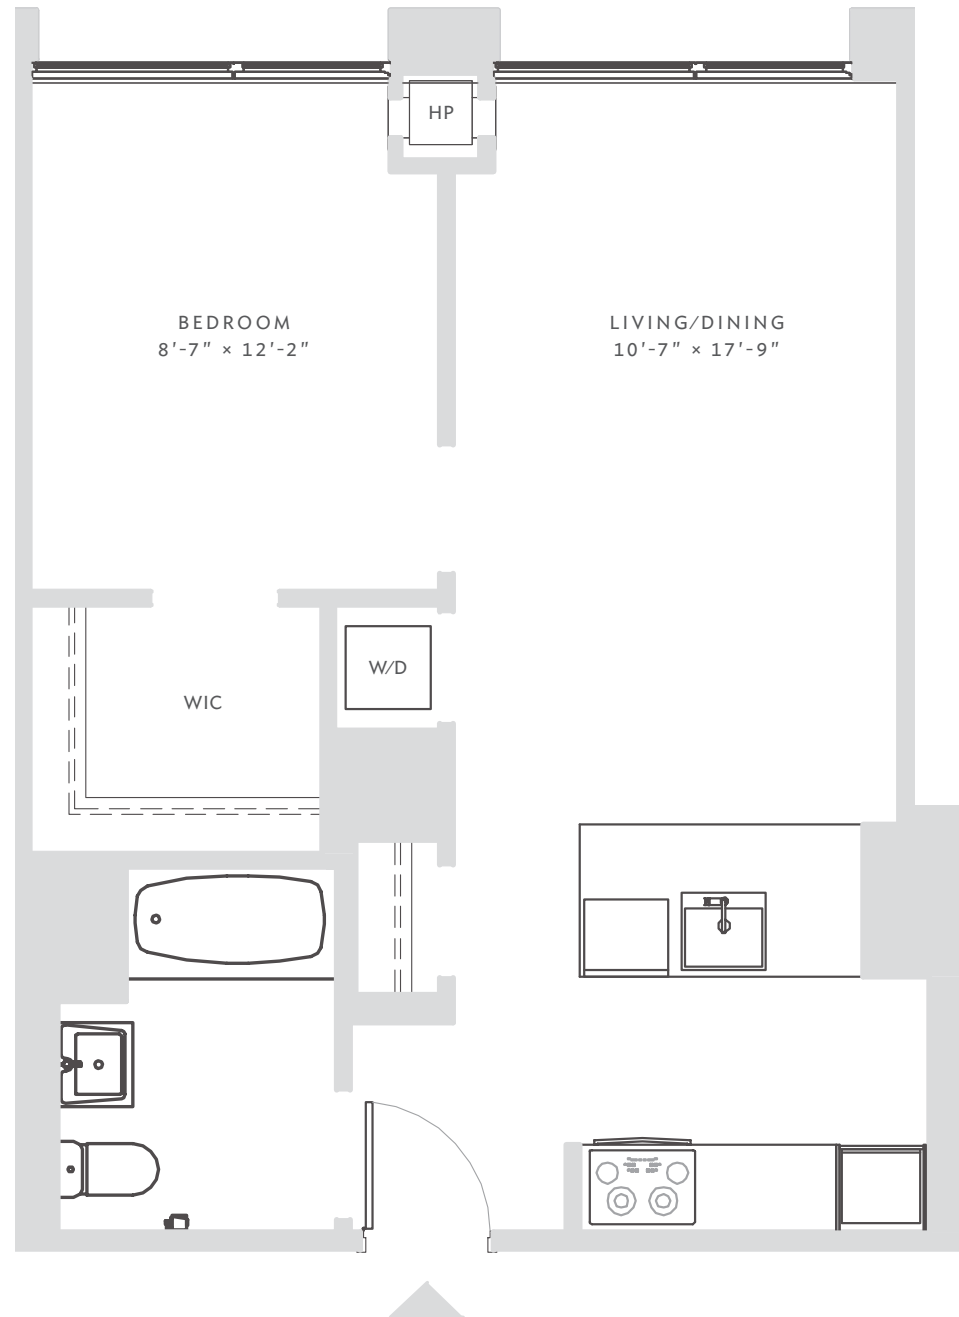 HP
BEDROOM
8'-7" × 12'-2"
LIVING/DINING
10'-7" × 17'-9"
W/D
WIC